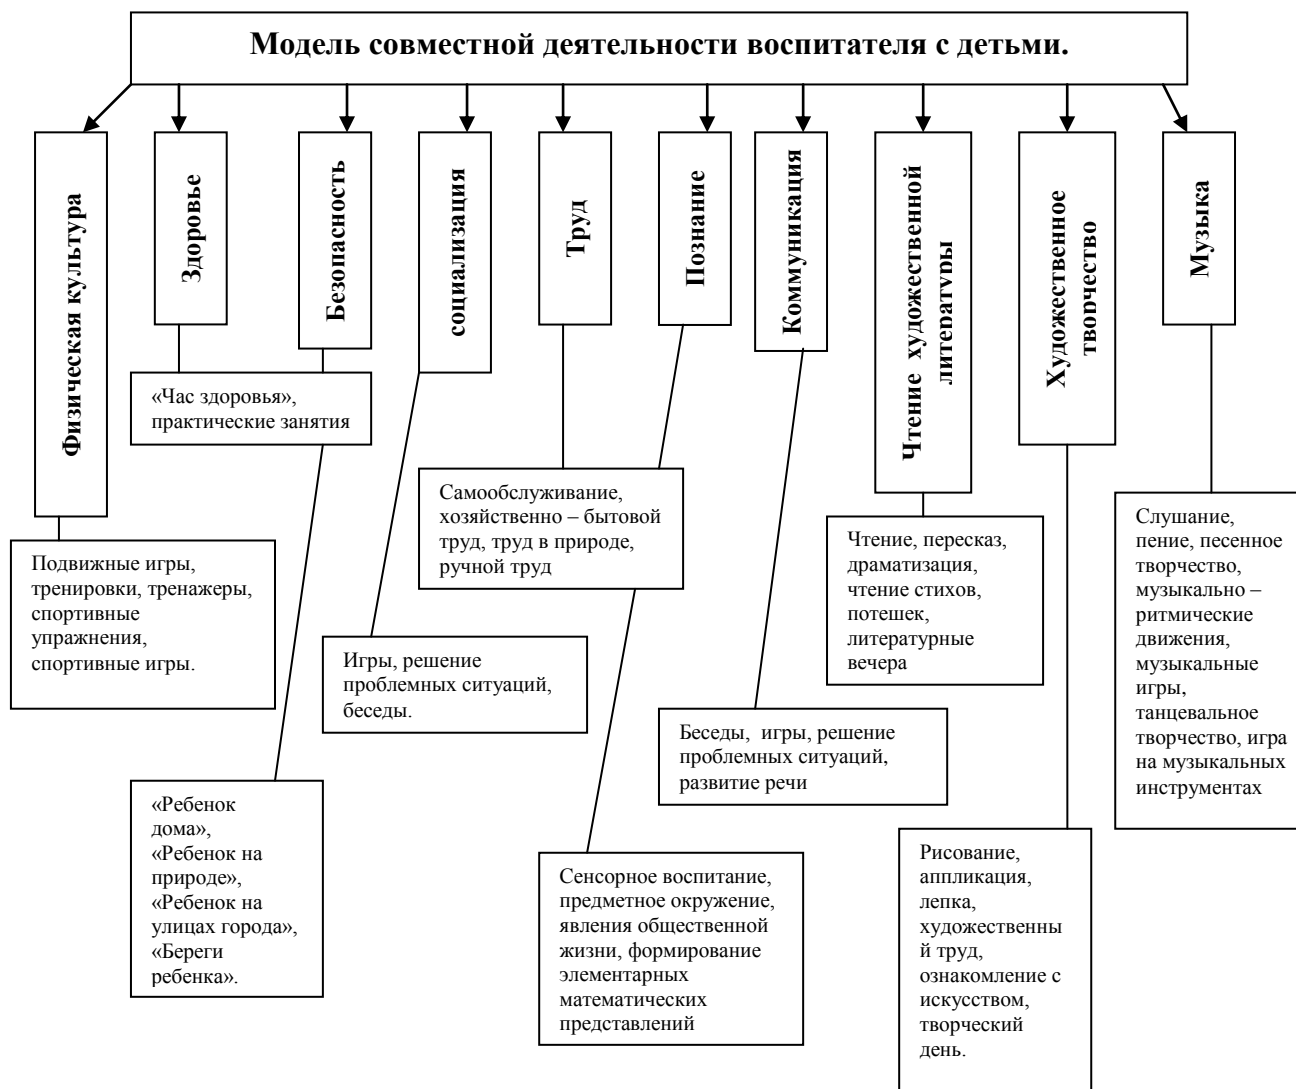 Модель совместной деятельности воспитателя с детьми.
Физическая культура
Здоровье
Безопасность
социализация
Труд
Познание
Коммуникация
Чтение художественной
литературы
Художественное
творчество
Музыка
«Час здоровья»,
практические занятия
Самообслуживание,
хозяйственно – бытовой
труд, труд в природе,
ручной труд
Подвижные игры,
тренировки, тренажеры,
спортивные
упражнения,
спортивные игры.
Игры, решение
проблемных ситуаций,
беседы.
Чтение, пересказ,
драматизация,
чтение стихов,
потешек,
литературные
вечера
Слушание,
пение, песенное
творчество,
музыкально –
ритмические
движения,
музыкальные
игры,
танцевальное
творчество, игра
на музыкальных
инструментах
Беседы, игры, решение
проблемных ситуаций,
развитие речи
«Ребенок
дома»,
«Ребенок на
природе»,
«Ребенок на
улицах города»,
«Береги
ребенка».
Сенсорное воспитание,
предметное окружение,
явления общественной
жизни, формирование
элементарных
математических
представлений
Рисование,
аппликация,
лепка,
художественны
й труд,
ознакомление с
искусством,
творческий
день.